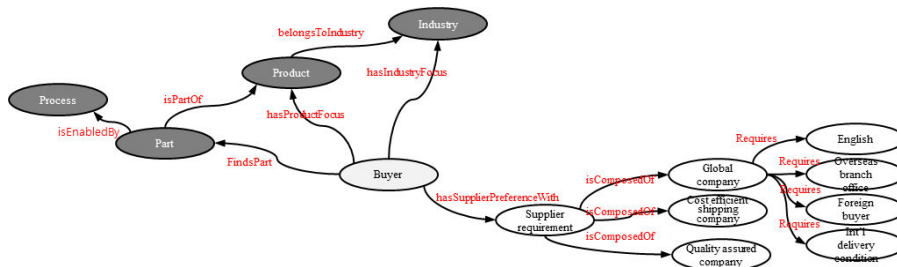 Industry
belongsToIndustry
Product
hasIndustryFocus
Process
isPartOf
hasProductFocus
isEnabledBy
Part
FindsPart
Buyer
hasSupplierPreferenceWith
Supplier
requirement
isComposedOf
isComposedOf
isComposedOf
Global
company
Cost efficient
shipping
company
Quality assured
company
Requires
Requires
Requires
Requires
English
Overseas
branch
office
Foreign
buyer
Int'l
delivery
condition